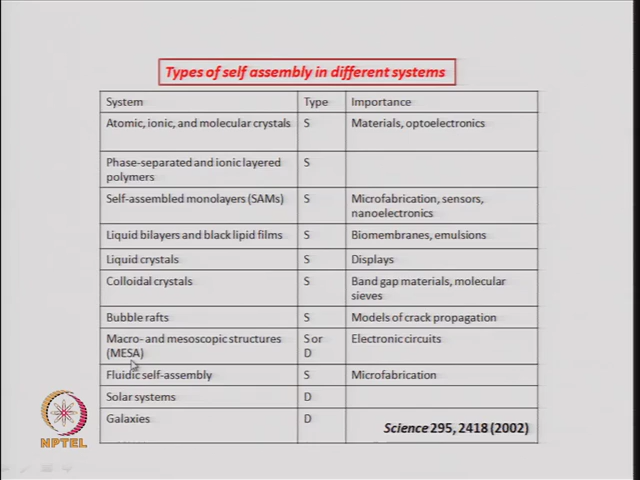 Types of self assembly in different systems
System Type Importance
Atomic, ionic, and molecular crystals S Materials, optoelectronics
Phase-separated and ionic layered S
polymers
Self-assembled monolayers (SAMs) S Microfabrication, sensors,
nanoelectronics
Liquid bilayers and black lipid films S Biomembranes, emulsions
Liquid crystals S Displays
Colloidal crystals S Band gap materials, molecular
sieves
Bubble rafts S Models of crack propagation
Macro- and mesoscopic structures S or Electronic circuits
(MESA) D
Fluidic self-assembly S Microfabrication
Solar systems D
Galaxies D
Science 295, 2418 (2002)
NPTEL